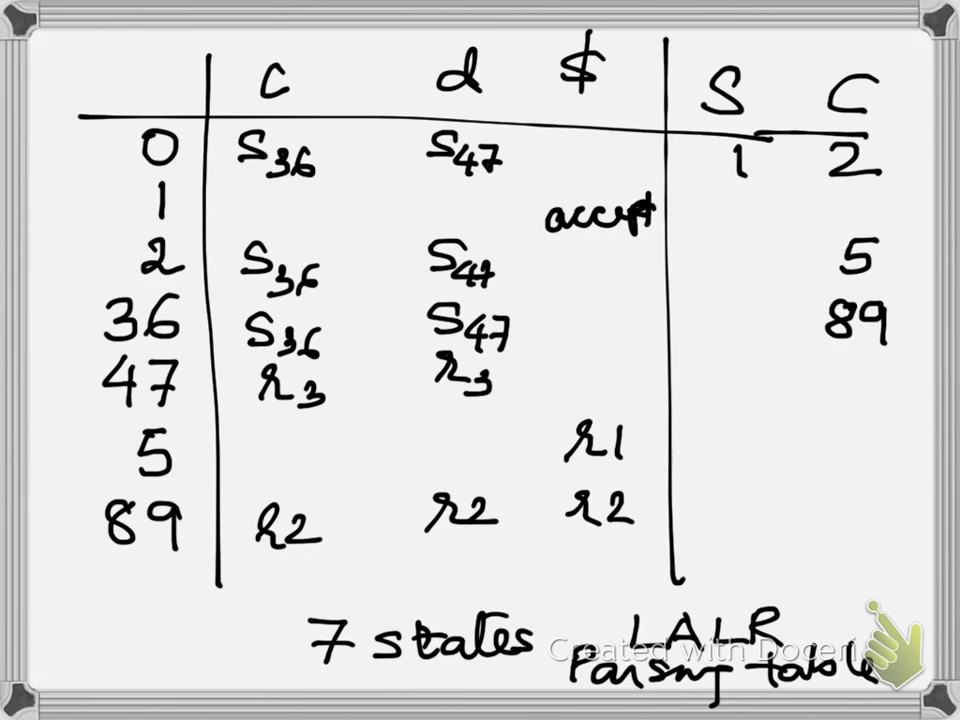 c d $ S C
0 S36 S47 1 2
1 accept
2 S36 S47 5
36 S36 S47 89
47 r3 r3
5 r1
89 r2 r2 r2
7 states LALR
Parsing table
Created with Doceri